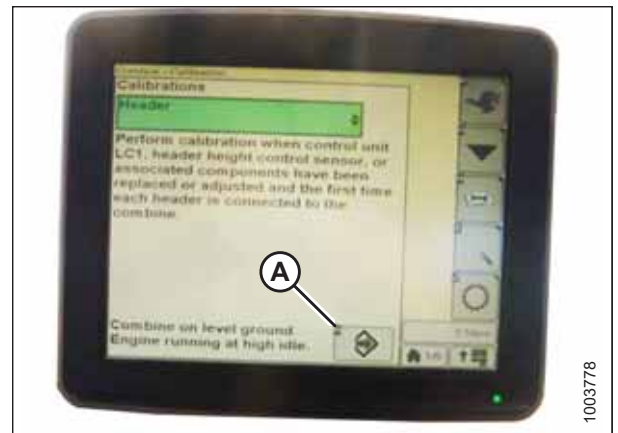 Calibrations
Header
Perform calibration when control unit
LC1, header height control sensor, or
associated components have been
replaced or adjusted and the first time
each header is connected to the
combine.
A
Combine on level ground.
Engine running at high idle.
1003778